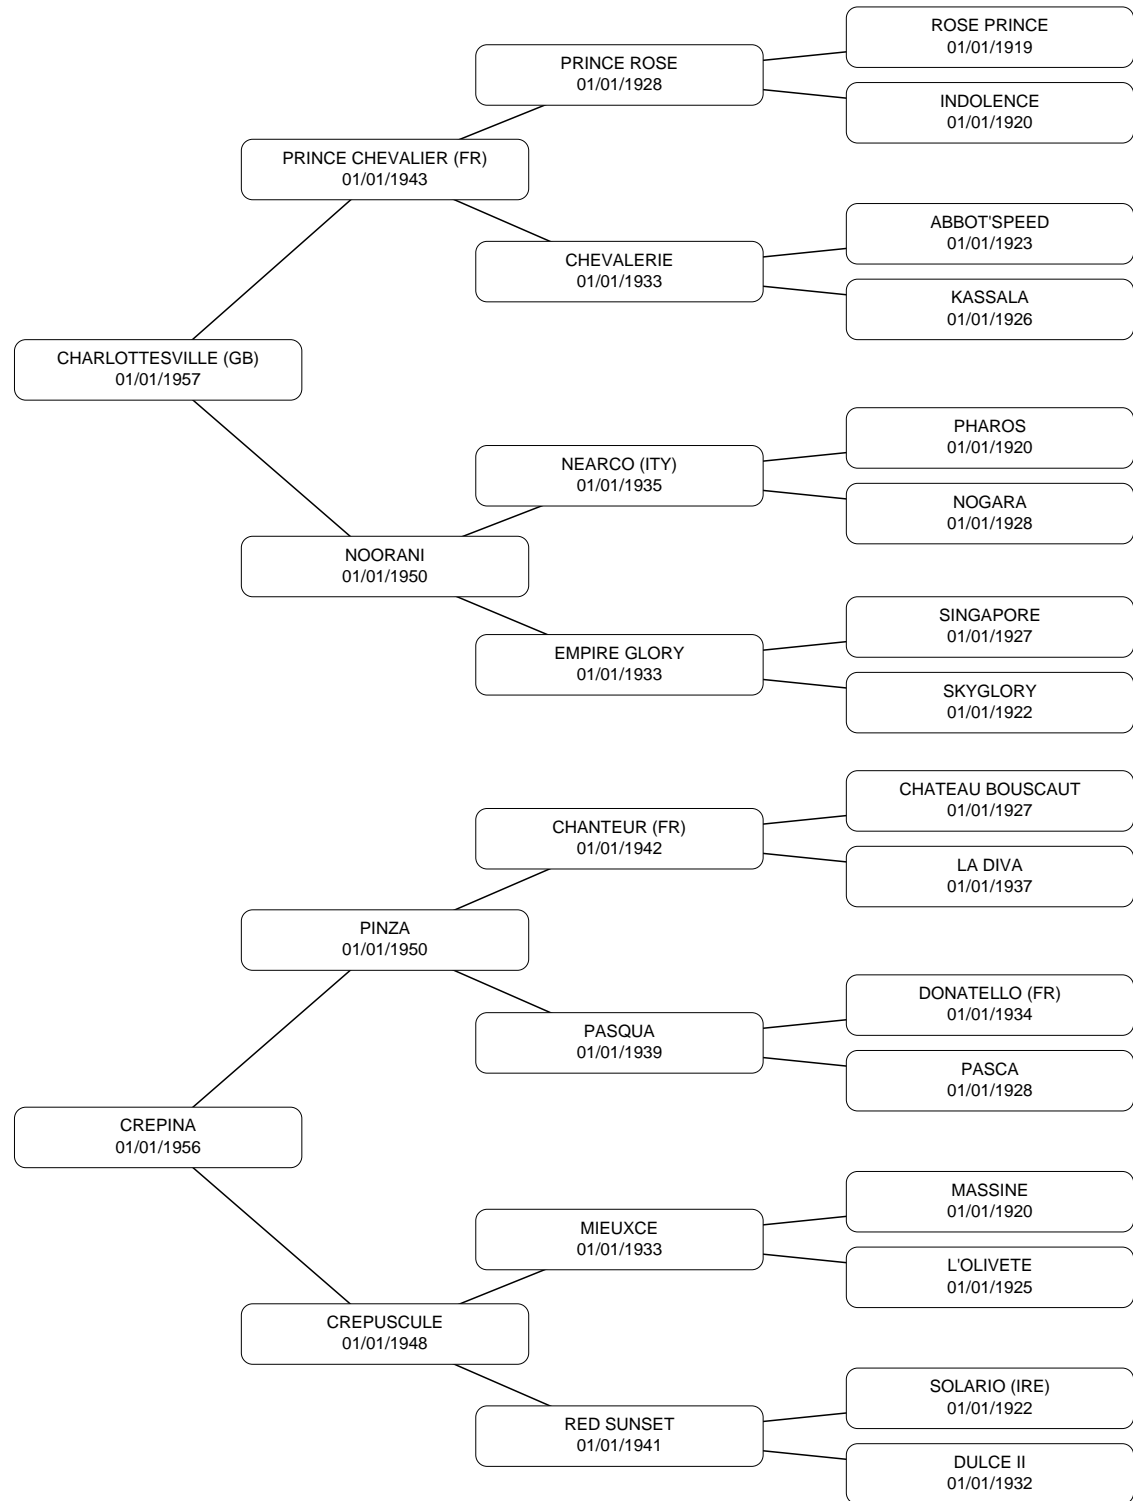 ROSE PRINCE
01/01/1919
PRINCE ROSE
01/01/1928
INDOLENCE
01/01/1920
PRINCE CHEVALIER (FR)
01/01/1943
ABBOT'SPEED
01/01/1923
CHEVALERIE
01/01/1933
KASSALA
01/01/1926
CHARLOTTESVILLE (GB)
01/01/1957
PHAROS
01/01/1920
NEARCO (ITY)
01/01/1935
NOGARA
01/01/1928
NOORANI
01/01/1950
SINGAPORE
01/01/1927
EMPIRE GLORY
01/01/1933
SKYGLORY
01/01/1922
CHATEAU BOUSCAUT
01/01/1927
CHANTEUR (FR)
01/01/1942
LA DIVA
01/01/1937
PINZA
01/01/1950
DONATELLO (FR)
01/01/1934
PASQUA
01/01/1939
PASCA
01/01/1928
CREPINA
01/01/1956
MASSINE
01/01/1920
MIEUXCE
01/01/1933
L'OLIVETE
01/01/1925
CREPUSCULE
01/01/1948
SOLARIO (IRE)
01/01/1922
RED SUNSET
01/01/1941
DULCE II
01/01/1932